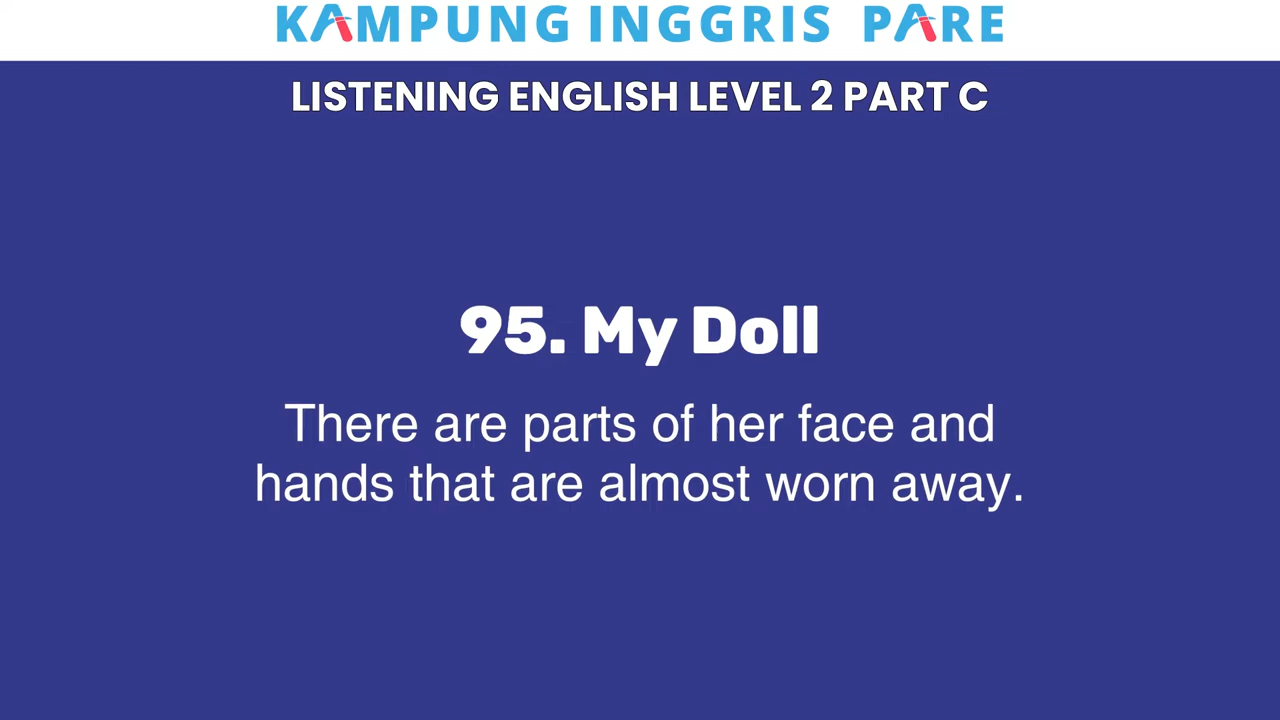 KAMPUNG INGGRIS PARE
LISTENING ENGLISH LEVEL 2 PART C
95. My Doll
There are parts of her face and
hands that are almost worn away.